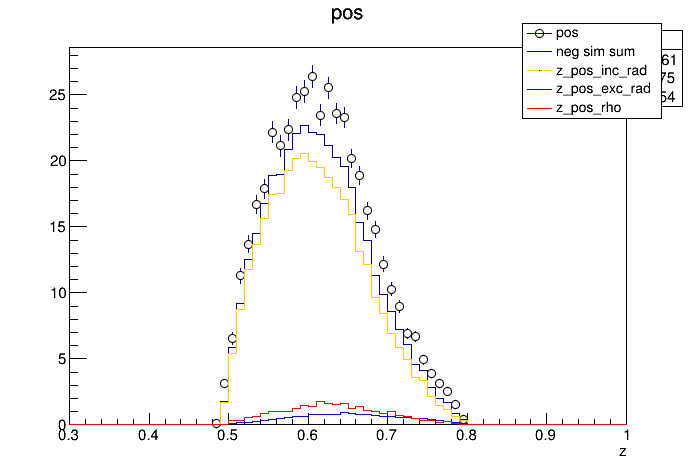 pos
pos
neg sim sum
z_pos_inc_rad
z_pos_exc_rad
z_pos_rho
61
75
54
25
20
15
10
5
0
0.3 0.4 0.5 0.6 0.7 0.8 0.9 1
z